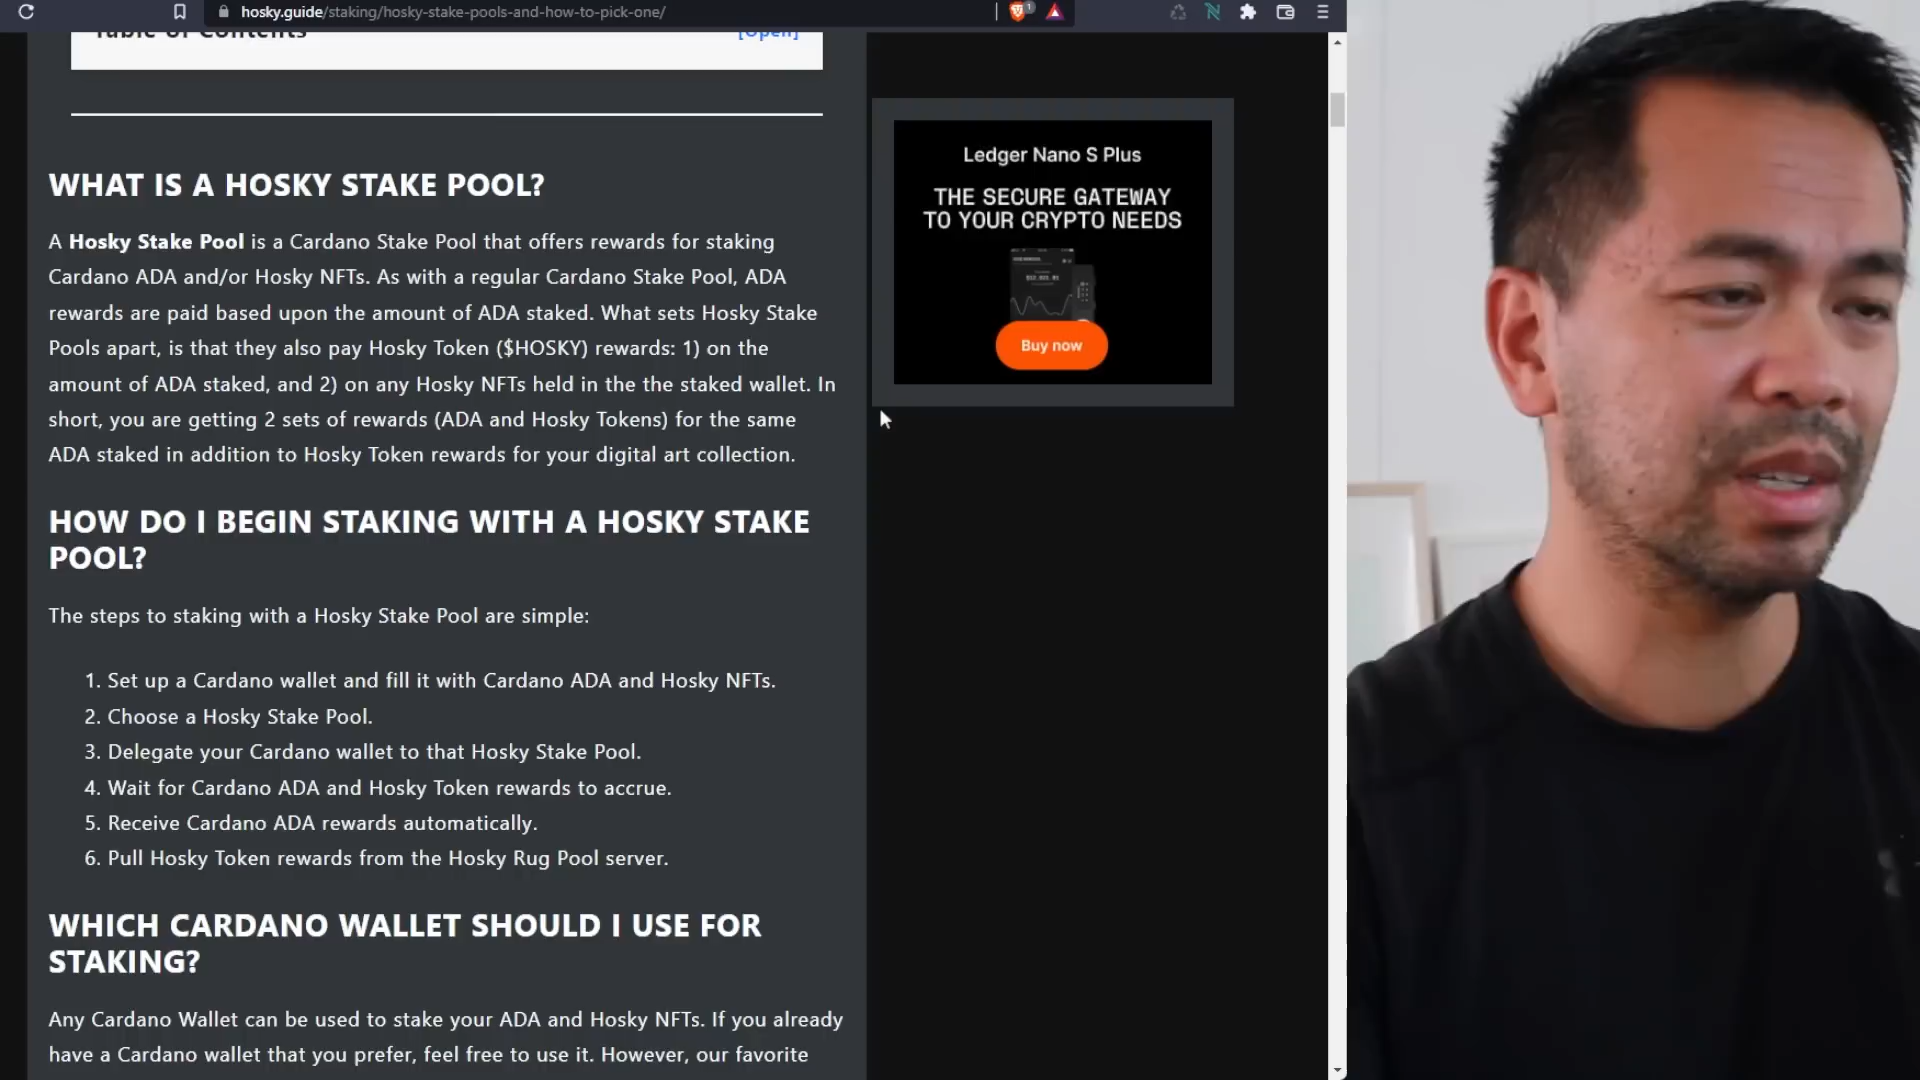 hosky.guide/staking/hosky-stake-pools-and-how-to-pick-one/
1
Table of Contents
[Open]
WHAT IS A HOSKY STAKE POOL?
A Hosky Stake Pool is a Cardano Stake Pool that offers rewards for staking
Cardano ADA and/or Hosky NFTs. As with a regular Cardano Stake Pool, ADA
rewards are paid based upon the amount of ADA staked. What sets Hosky Stake
Pools apart, is that they also pay Hosky Token ($HOSKY) rewards: 1) on the
amount of ADA staked, and 2) on any Hosky NFTs held in the the staked wallet. In
short, you are getting 2 sets of rewards (ADA and Hosky Tokens) for the same
ADA staked in addition to Hosky Token rewards for your digital art collection.
HOW DO I BEGIN STAKING WITH A HOSKY STAKE
POOL?
The steps to staking with a Hosky Stake Pool are simple:
1. Set up a Cardano wallet and fill it with Cardano ADA and Hosky NFTs.
2. Choose a Hosky Stake Pool.
3. Delegate your Cardano wallet to that Hosky Stake Pool.
4. Wait for Cardano ADA and Hosky Token rewards to accrue.
5. Receive Cardano ADA rewards automatically.
6. Pull Hosky Token rewards from the Hosky Rug Pool server.
WHICH CARDANO WALLET SHOULD I USE FOR
STAKING?
Any Cardano Wallet can be used to stake your ADA and Hosky NFTs. If you already
have a Cardano wallet that you prefer, feel free to use it. However, our favorite
Ledger Nano S Plus
THE SECURE GATEWAY
TO YOUR CRYPTO NEEDS
Buy now